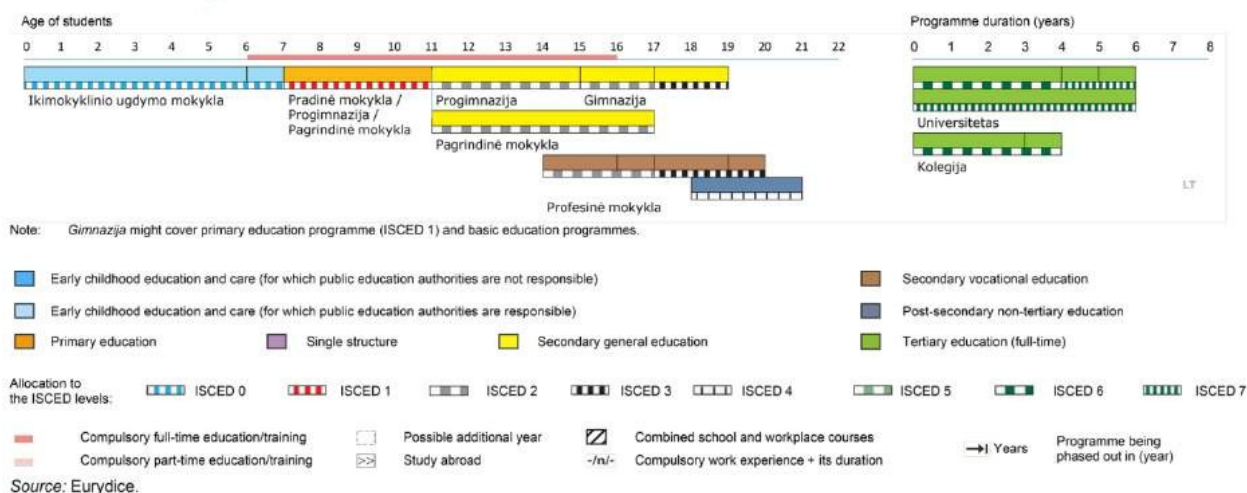 Age of students
Programme duration (years)
0 1 2 3 4 5 6 7 8 9 10 11 12 13 14 15 16 17 18 19 20 21 22
0 1 2 3 4 5 6 7 8
Ikimokyklinio ugdymo mokykla
Pradinė mokykla /
Progimnazija /
Pagrindinė mokykla
Progimnazija
Gimnazija
Pagrindinė mokykla
Profesinė mokykla
Universitetas
Kolegija
LT
Note: Gimnazija might cover primary education programme (ISCED 1) and basic education programmes.
Early childhood education and care (for which public education authorities are not responsible)
Secondary vocational education
Early childhood education and care (for which public education authorities are responsible)
Post-secondary non-tertiary education
Primary education
Single structure
Secondary general education
Tertiary education (full-time)
Allocation to
the ISCED levels:
ISCED 0
ISCED 1
ISCED 2
ISCED 3
ISCED 4
ISCED 5
ISCED 6
ISCED 7
Compulsory full-time education/training
Possible additional year
Combined school and workplace courses
Years
Programme being
phased out in (year)
Compulsory part-time education/training
>> Study abroad
-/n/- Compulsory work experience + its duration
Source: Eurydice.